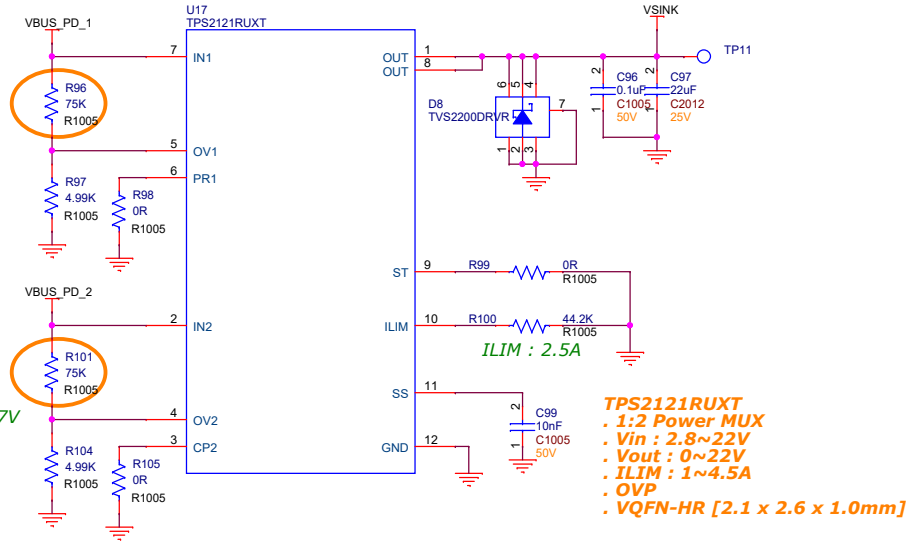 U17
TPS2121RUXT
VBUS_PD_1
VSINK
7
IN1
OUT
1
OUT
8
TP11
R96
75K
R1005
6
5
4
2
C96
0.1uF
1
C1005
50V
2
C97
22uF
1
C2012
25V
D8
TVS2200DRVR
7
1
2
3
5
OV1
6
PR1
R97
4.99K
R1005
R98
0R
R1005
VBUS_PD_2
ST
9
R99
0R
R1005
2
IN2
ILIM
10
R100
44.2K
R1005
ILIM : 2.5A
R101
75K
R1005
SS
11
7V
4
OV2
2
C99
10nF
1
C1005
50V
3
CP2
GND
12
R104
4.99K
R1005
R105
0R
R1005
TPS2121RUXT
. 1:2 Power MUX
. Vin : 2.8~22V
. Vout : 0~22V
. ILIM : 1~4.5A
. OVP
. VQFN-HR [2.1 x 2.6 x 1.0mm]